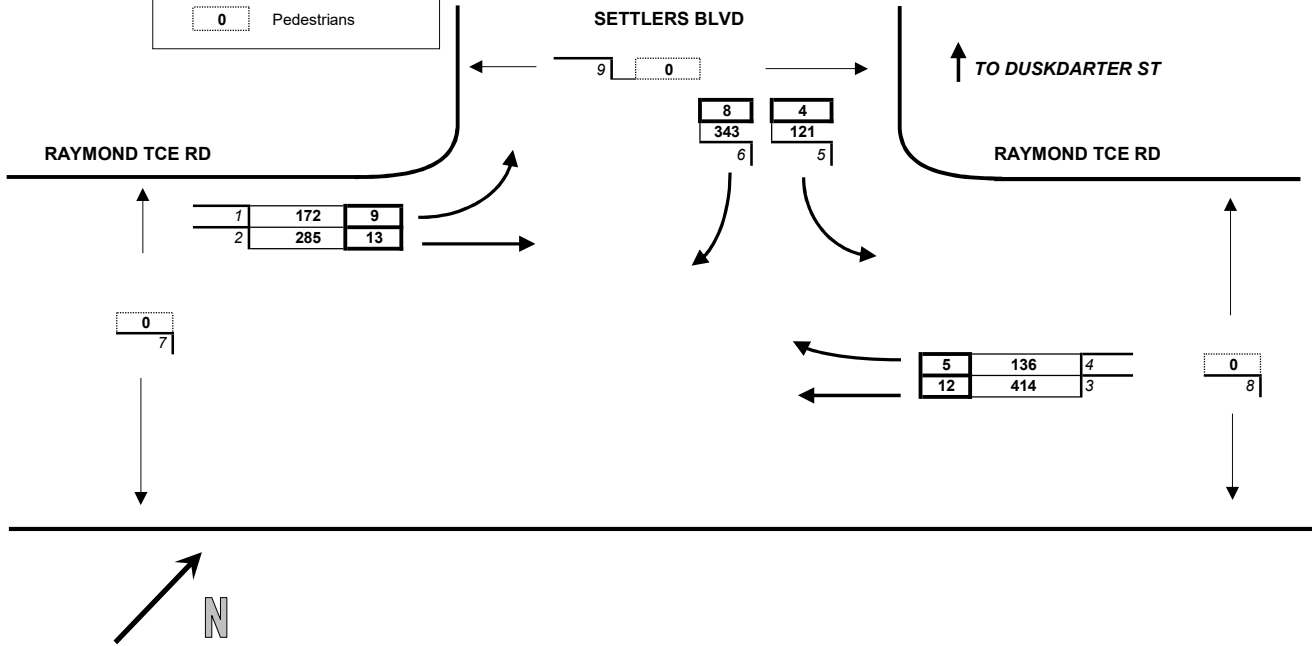 0 Pedestrians
SETTLERS BLVD
9 0
TO DUSKDARTER ST
8 4
343 121
6 5
RAYMOND TCE RD
RAYMOND TCE RD
1 172 9
2 285 13
0
7
5 136 4
12 414 3
0
8
N